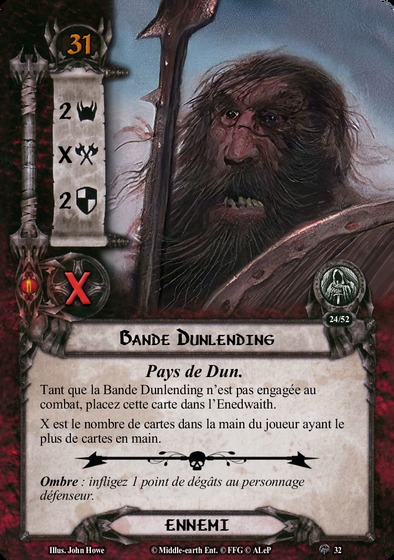 31
2
X
2
X
24/52
Bande Dunlending
Pays de Dun.
Tant que la Bande Dunlending n'est pas engagée au
combat, placez cette carte dans l'Enedwaith.
X est le nombre de cartes dans la main du joueur ayant le
plus de cartes en main.
Ombre : infligez 1 point de dégâts au personnage
défenseur.
ENNEMI
Illus. John Howe © Middle-earth Ent. © FFG © ALeP 32